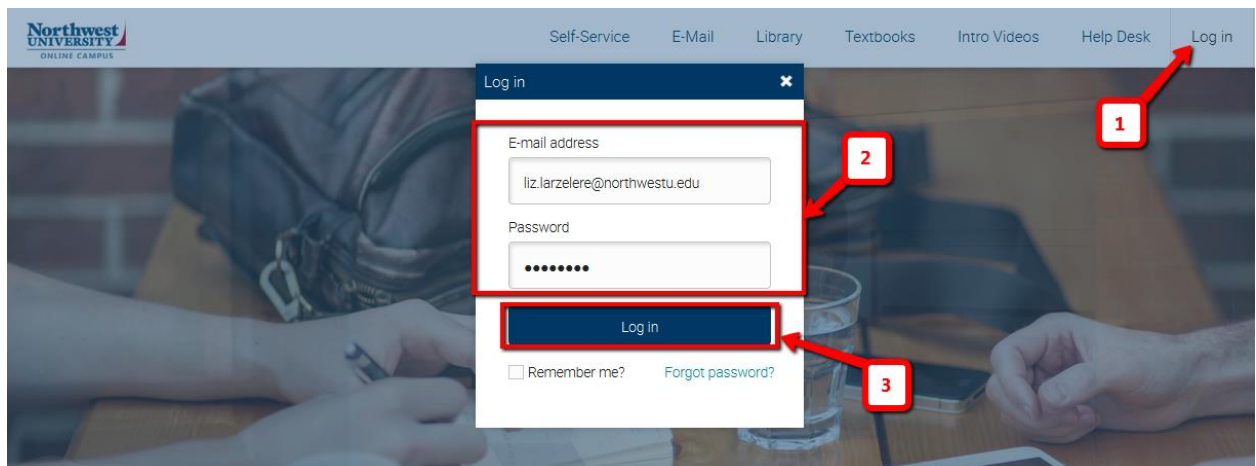 Northwest
UNIVERSITY
ONLINE CAMPUS
Self-Service E-Mail Library Textbooks Intro Videos Help Desk Log in
Log in ×
1
E-mail address
2
liz.larzelere@northwestu.edu
Password
••••••••
Log in
Remember me? Forgot password?
3